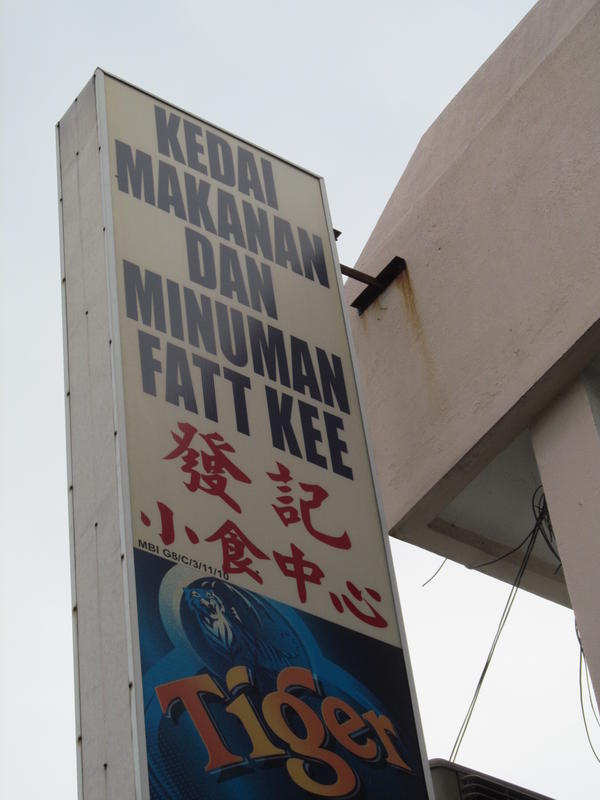 KEDAI
MAKANAN
DAN
MINUMAN
FATT KEE
發記
小食中心
MBI G8/C/3/11/10
Tiger